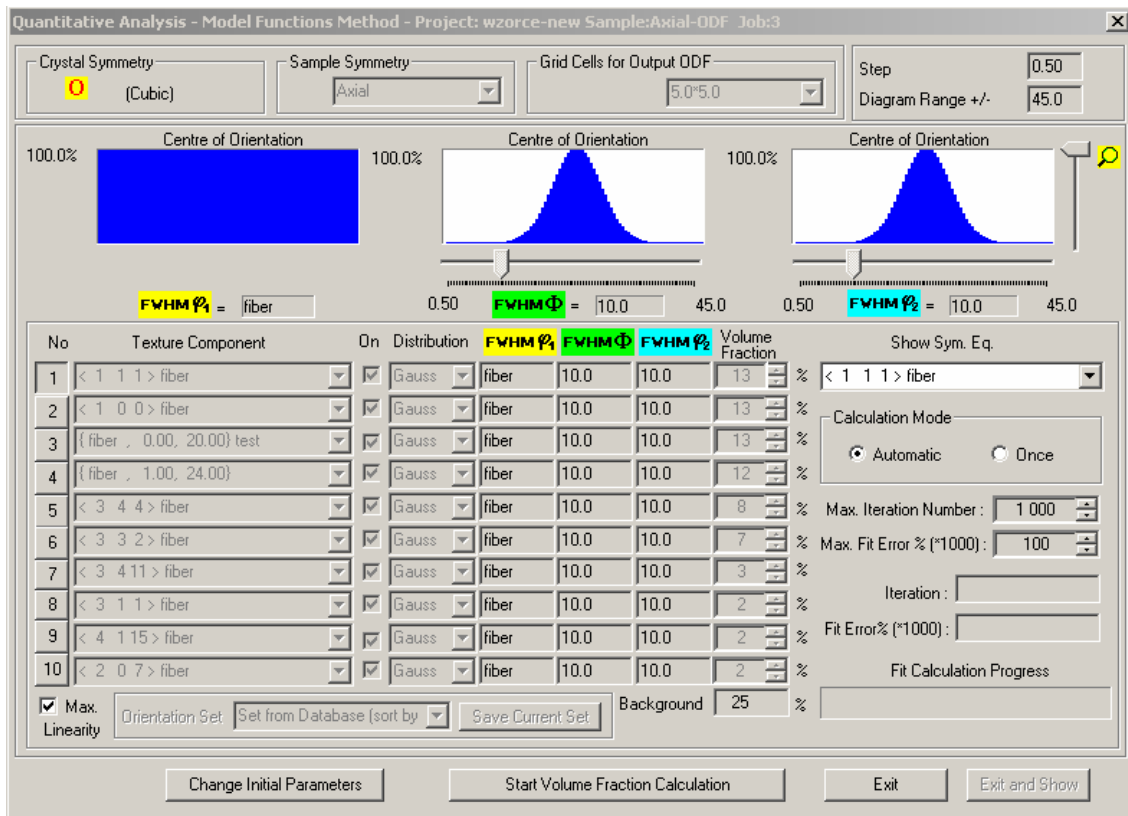 Quantitative Analysis - Model Functions Method - Project: wzorce-new Sample:Axial-ODF Job:3
Crystal Symmetry
O (Cubic)
Sample Symmetry
Axial
Grid Cells for Output ODF
5.0*5.0
Step 0.50
Diagram Range +/- 45.0
Centre of Orientation Centre of Orientation Centre of Orientation
100.0% 100.0% 100.0%
FWHM φ₁ = fiber 0.50 FWHM Φ = 10.0 45.0 0.50 FWHM φ₂ = 10.0 45.0
No Texture Component On Distribution FWHM φ₁ FWHM Φ FWHM φ₂ Volume Fraction
1 < 1 1 1 > fiber Gauss fiber 10.0 10.0 13 %
2 < 1 0 0 > fiber Gauss fiber 10.0 10.0 13 %
3 { fiber , 0.00, 20.00} test Gauss fiber 10.0 10.0 13 %
4 {fiber , 1.00, 24.00} Gauss fiber 10.0 10.0 12 %
5 < 3 4 4 > fiber Gauss fiber 10.0 10.0 8 %
6 < 3 3 2 > fiber Gauss fiber 10.0 10.0 7 %
7 < 3 4 11 > fiber Gauss fiber 10.0 10.0 3 %
8 < 3 1 1 > fiber Gauss fiber 10.0 10.0 2 %
9 < 4 1 15 > fiber Gauss fiber 10.0 10.0 2 %
10 < 2 0 7 > fiber Gauss fiber 10.0 10.0 2 %
Show Sym. Eq.
< 1 1 1 > fiber
Calculation Mode
Automatic Once
Max. Iteration Number : 1 000
Max. Fit Error % (*1000) : 100
Iteration :
Fit Error% (*1000) :
Fit Calculation Progress
Max. Linearity
Orientation Set Set from Database (sort by Save Current Set
Background 25 %
Change Initial Parameters Start Volume Fraction Calculation Exit Exit and Show